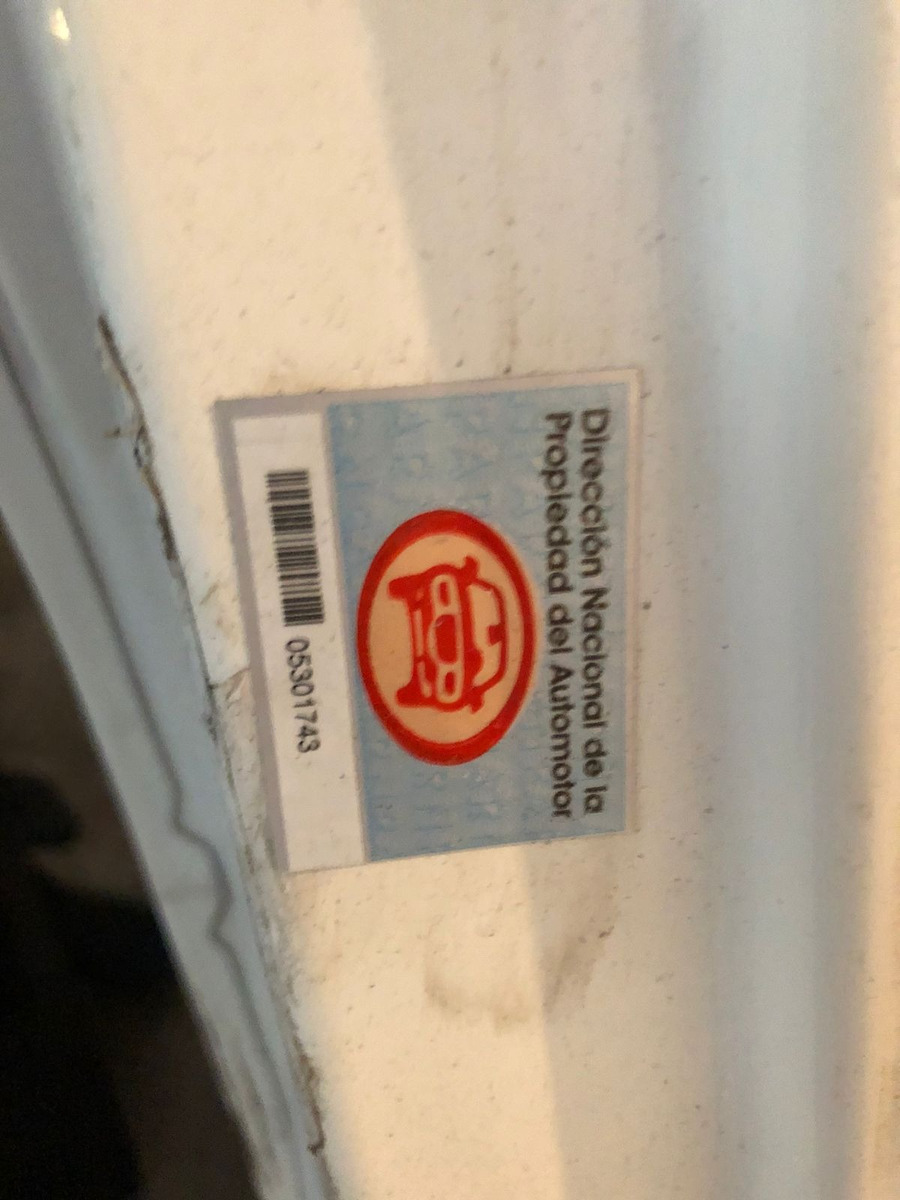 Dirección Nacional de la
Propiedad del Automotor
05301743